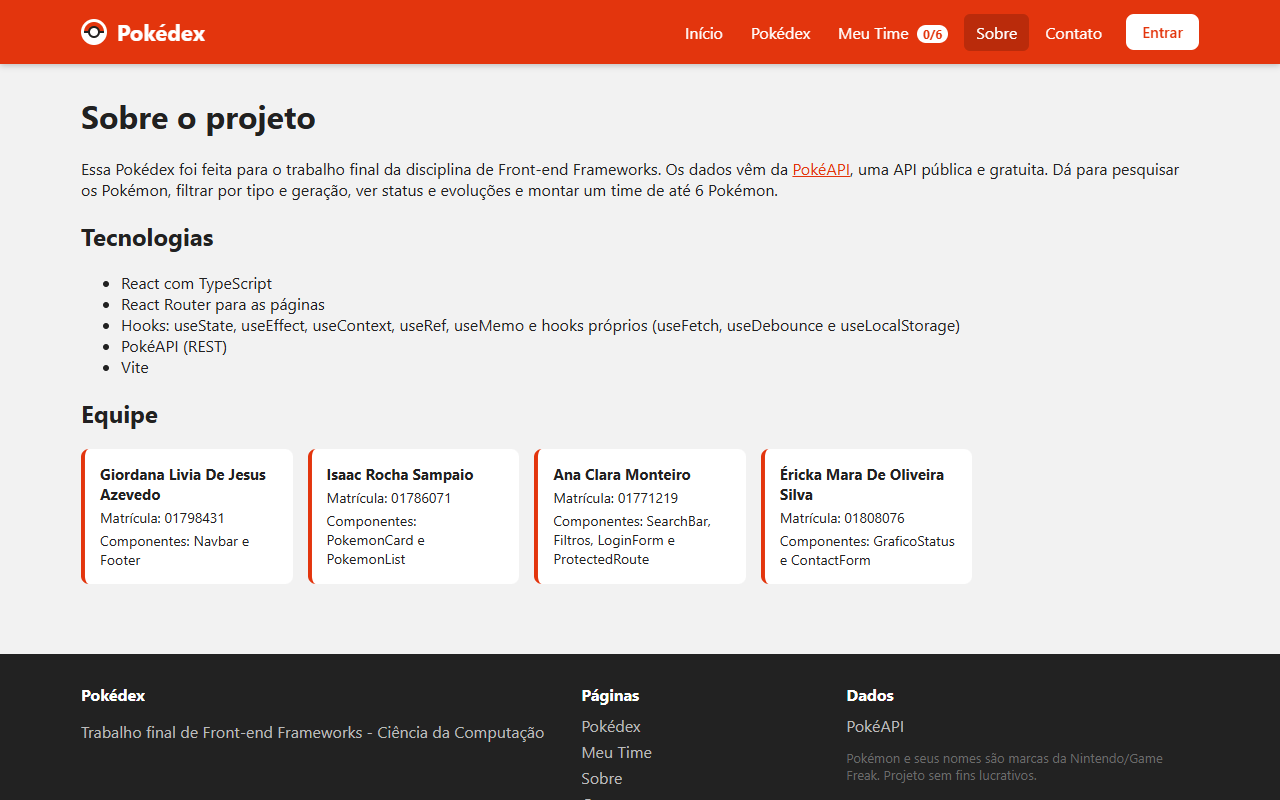 Pokédex
Início
Pokédex
Meu Time 0/6
Sobre
Contato
Entrar
Sobre o projeto
Essa Pokédex foi feita para o trabalho final da disciplina de Front-end Frameworks. Os dados vêm da PokéAPI, uma API pública e gratuita. Dá para pesquisar
os Pokémon, filtrar por tipo e geração, ver status e evoluções e montar um time de até 6 Pokémon.
Tecnologias
• React com TypeScript
• React Router para as páginas
• Hooks: useState, useEffect, useContext, useRef, useMemo e hooks próprios (useFetch, useDebounce e useLocalStorage)
• PokéAPI (REST)
• Vite
Equipe
Giordana Livia De Jesus
Azevedo
Matrícula: 01798431
Componentes: Navbar e
Footer
Isaac Rocha Sampaio
Matrícula: 01786071
Componentes:
PokemonCard e
PokemonList
Ana Clara Monteiro
Matrícula: 01771219
Componentes: SearchBar,
Filtros, LoginForm e
ProtectedRoute
Éricka Mara De Oliveira
Silva
Matrícula: 01808076
Componentes: GraficoStatus
e ContactForm
Pokédex
Trabalho final de Front-end Frameworks - Ciência da Computação
Páginas
Pokédex
Meu Time
Sobre
Dados
PokéAPI
Pokémon e seus nomes são marcas da Nintendo/Game
Freak. Projeto sem fins lucrativos.